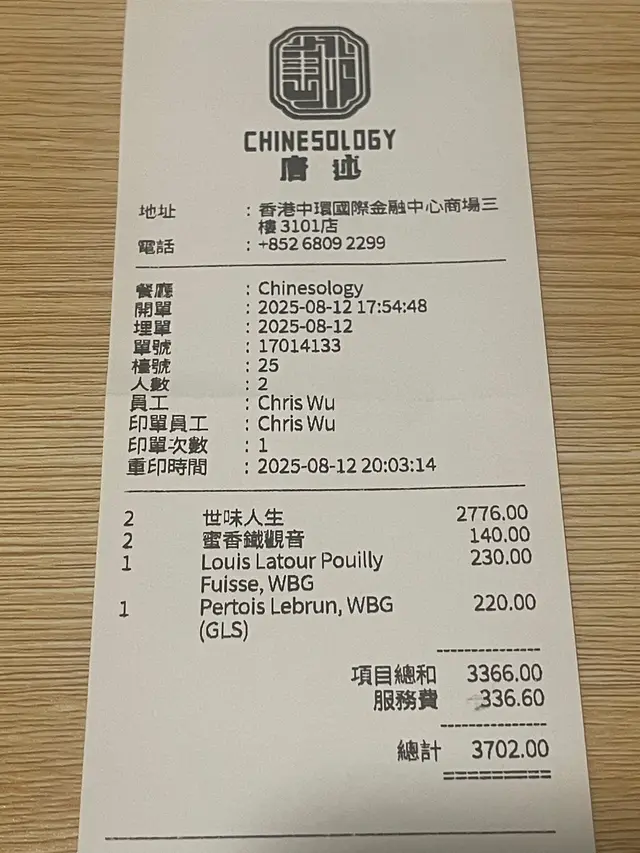 CHINESOLOGY
唐述
地址 : 香港中環國際金融中心商場三
樓 3101店
電話 : +852 6809 2299
餐廳 : Chinesology
開單 : 2025-08-12 17:54:48
埋單 : 2025-08-12
單號 : 17014133
檯號 : 25
人數 : 2
員工 : Chris Wu
印單員工 : Chris Wu
印單次數 : 1
重印時間 : 2025-08-12 20:03:14
2 世味人生 2776.00
2 蜜香鐵觀音 140.00
1 Louis Latour Pouilly 230.00
Fuisse, WBG
1 Pertois Lebrun, WBG 220.00
(GLS)
項目總和 3366.00
服務費 336.60
總計 3702.00